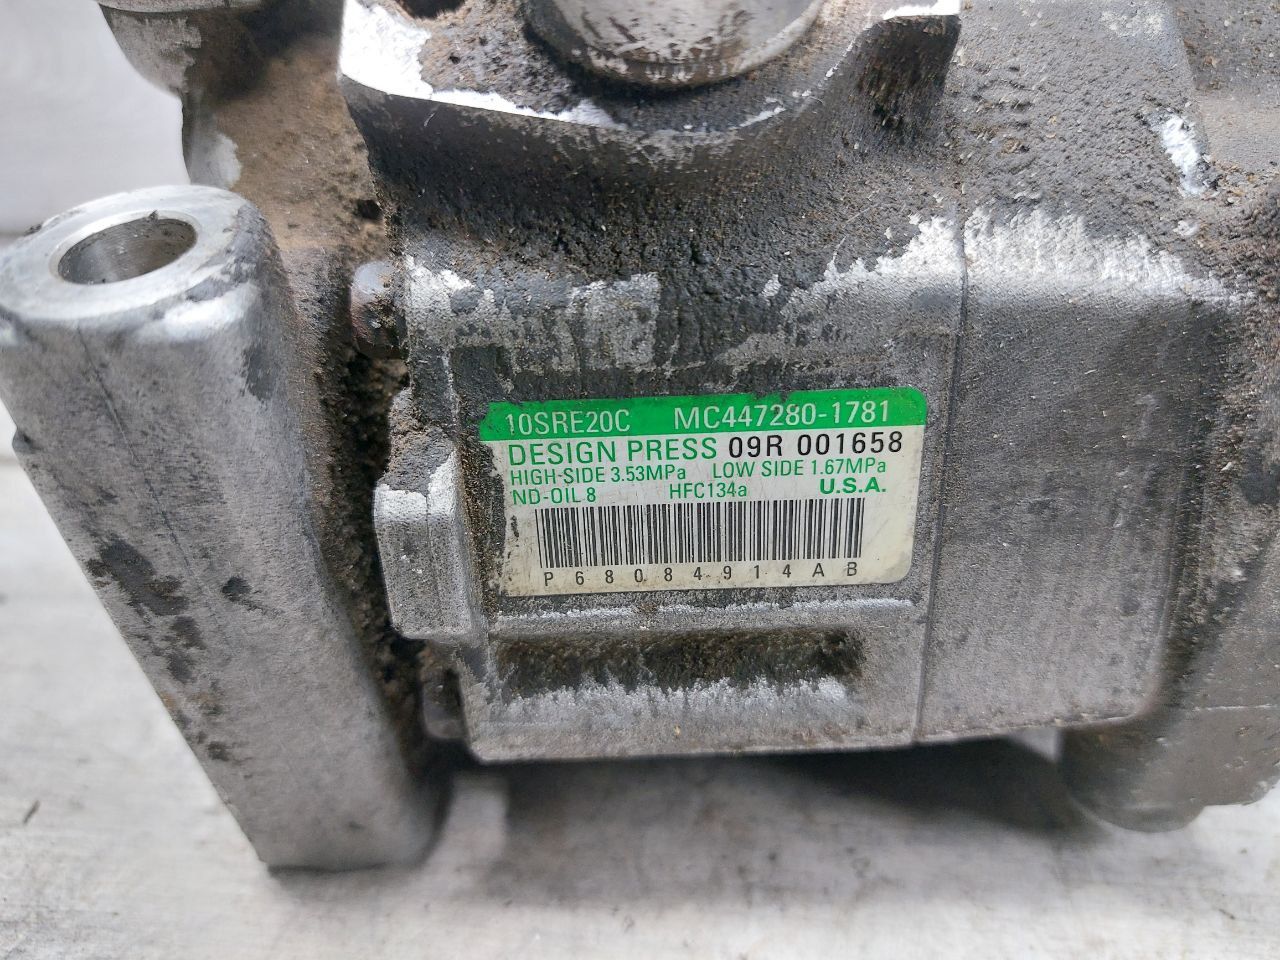 10SRE20C MC447280-1781
DESIGN PRESS 09R 001658
HIGH-SIDE 3.53MPa LOW SIDE 1.67MPa
ND-OIL 8 HFC134a U.S.A.
P68084914AB